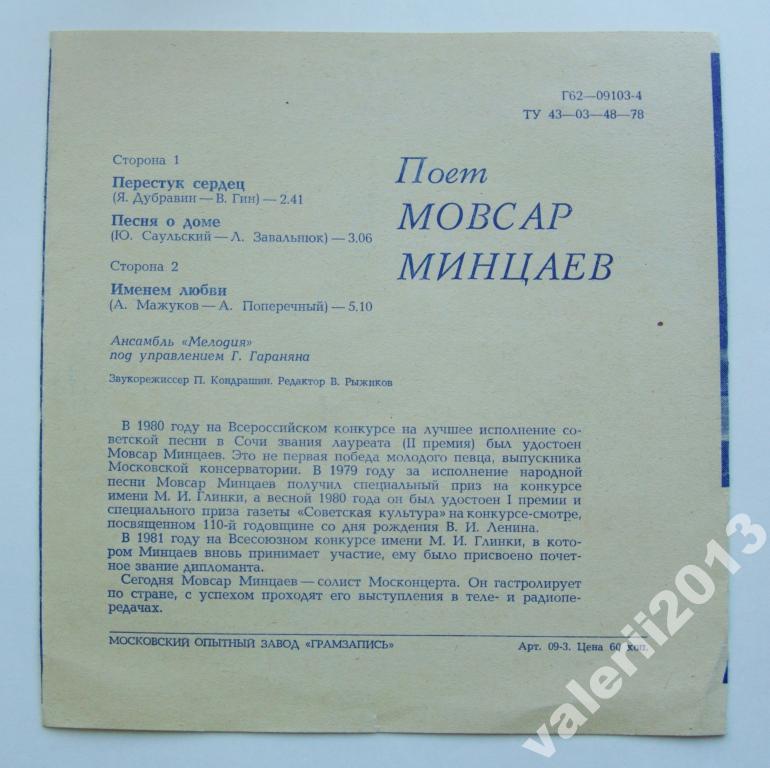 Г62—09103-4
ТУ 43—03—48—78
Поет
МОВСАР
МИНЦАЕВ
Сторона 1
Перестук сердец
(Я. Дубравин—В. Гин)—2.41
Песня о доме
(Ю. Саульский—Л. Завальнюк)—3.06
Сторона 2
Именем любви
(А. Мажуков—А. Поперечный)—5.10
Ансамбль «Мелодия»
под управлением Г. Гараняна
Звукорежиссер П. Кондрашин. Редактор В. Рыжиков
В 1980 году на Всероссийском конкурсе на лучшее исполнение со-
ветской песни в Сочи звания лауреата (II премия) был удостоен
Мовсар Минцаев. Это не первая победа молодого певца, выпускника
Московской консерватории. В 1979 году за исполнение народной
песни Мовсар Минцаев получил специальный приз на конкурсе
имени М. И. Глинки, а весной 1980 года он был удостоен I премии и
специального приза газеты «Советская культура» на конкурсе-смотре,
посвященном 110-й годовщине со дня рождения В. И. Ленина.
В 1981 году на Всесоюзном конкурсе имени М. И. Глинки, в ко-
тором Минцаев вновь принимает участие, ему было присвоено почет-
ное звание дипломанта.
Сегодня Мовсар Минцаев—солист Москонцерта. Он гастролирует
по стране, с успехом проходят его выступления в теле- и радиопе-
редачах.
МОСКОВСКИЙ ОПЫТНЫЙ ЗАВОД «ГРАМЗАПИСЬ»
Арт. 09-3. Цена 60 коп.
valerii2013